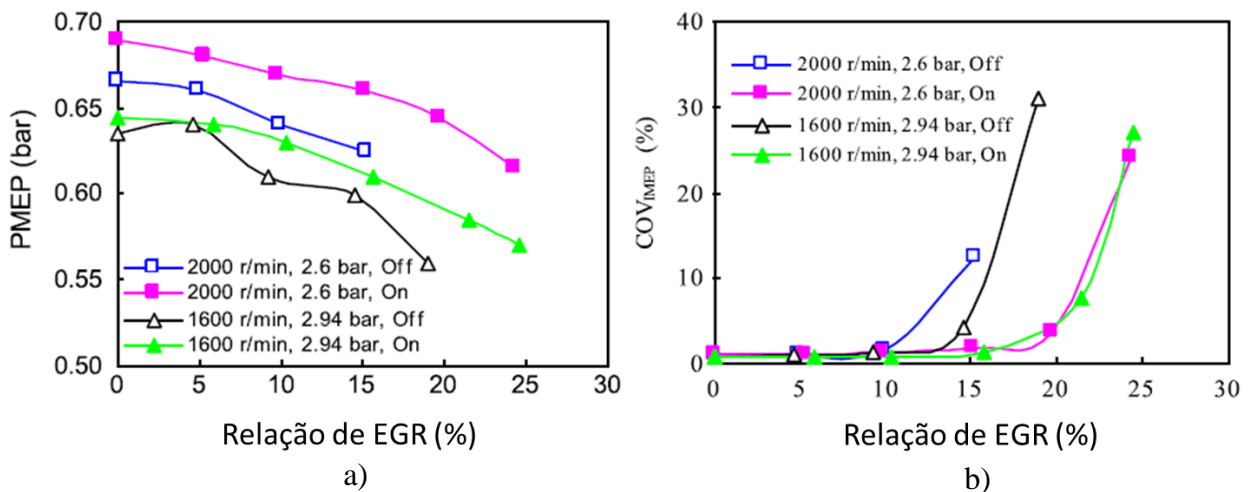 0.70
0.65
0.60
0.55
0.50
PMEP (bar)
2000 r/min, 2.6 bar, Off
2000 r/min, 2.6 bar, On
1600 r/min, 2.94 bar, Off
1600 r/min, 2.94 bar, On
0 5 10 15 20 25 30
Relação de EGR (%)
a)
40
30
20
10
0
COVIMEP (%)
2000 r/min, 2.6 bar, Off
2000 r/min, 2.6 bar, On
1600 r/min, 2.94 bar, Off
1600 r/min, 2.94 bar, On
0 5 10 15 20 25 30
Relação de EGR (%)
b)